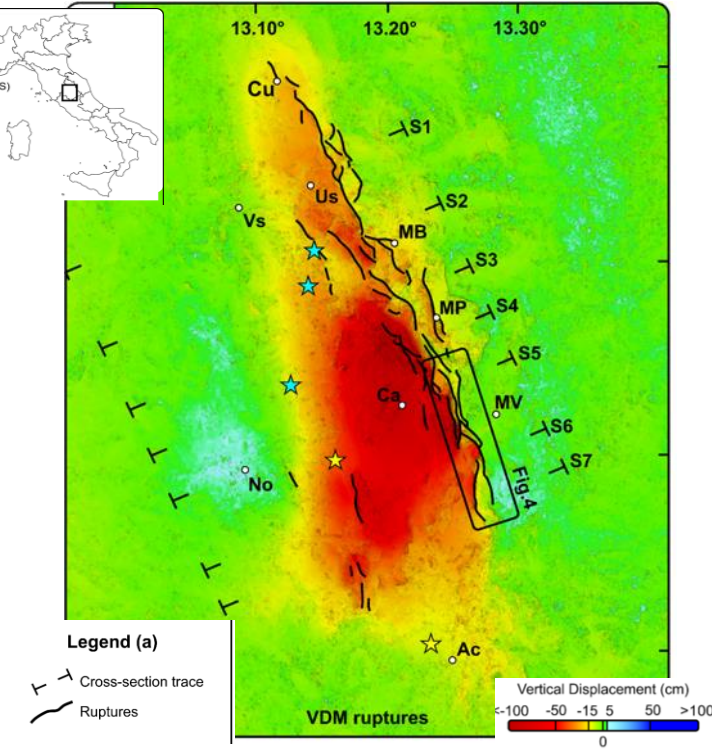 13.10° 13.20° 13.30°
S)
Cu
S1
Us
S2
Vs
MB
S3
MP
S4
S5
Ca
MV
S6
No
S7
Fig.4
Ac
Legend (a)
Cross-section trace
Ruptures
VDM ruptures
Vertical Displacement (cm)
<-100 -50 -15 5 50 >100
0